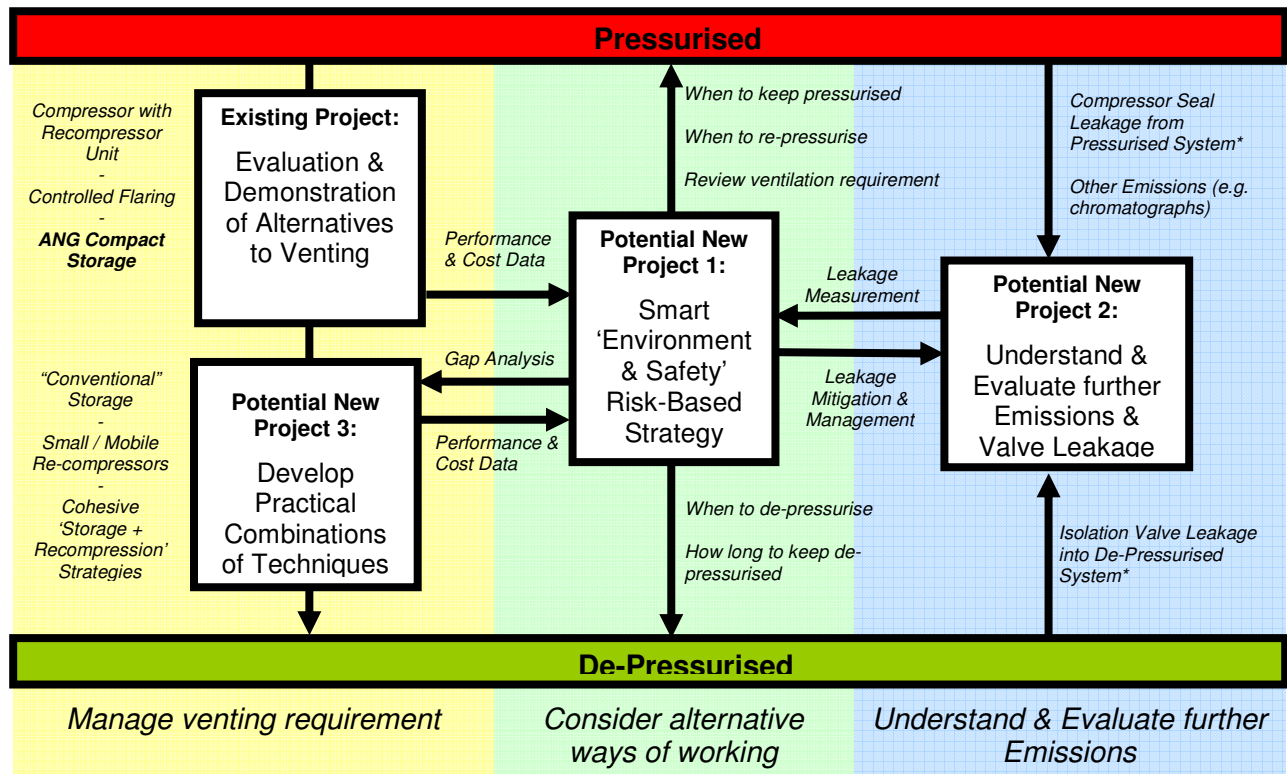 Pressurised
Compressor with
Recompressor
Unit
-
Controlled Flaring
-
ANG Compact
Storage
Existing Project:
Evaluation &
Demonstration
of Alternatives
to Venting
Performance
& Cost Data
When to keep pressurised
When to re-pressurise
Review ventilation requirement
Potential New
Project 1:
Smart
‘Environment
& Safety’
Risk-Based
Strategy
Compressor Seal
Leakage from
Pressurised System*
Other Emissions (e.g.
chromatographs)
Leakage
Measurement
Leakage
Mitigation &
Management
Potential New
Project 2:
Understand &
Evaluate further
Emissions &
Valve Leakage
“Conventional”
Storage
-
Small / Mobile
Re-compressors
-
Cohesive
‘Storage +
Recompression’
Strategies
Potential New
Project 3:
Develop
Practical
Combinations
of Techniques
Gap Analysis
Performance &
Cost Data
When to de-pressurise
How long to keep de-
pressurised
Isolation Valve Leakage
into De-Pressurised
System*
De-Pressurised
Manage venting requirement
Consider alternative
ways of working
Understand & Evaluate further
Emissions